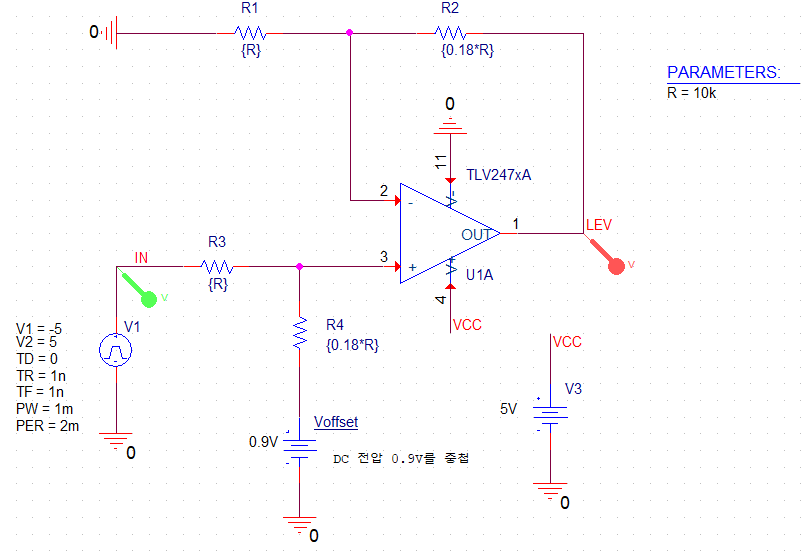 R1
R2
0
{R}
{0.18*R}
PARAMETERS:
R = 10k
0
11
TLV247xA
V-
2
-
1
LEV
OUT
V
R3
IN
3
+
V+
U1A
{R}
V
4
VCC
V1 = -5
V2 = 5
TD = 0
TR = 1n
TF = 1n
PW = 1m
PER = 2m
V1
R4
{0.18*R}
VCC
V3
5V
0
Voffset
0.9V
DC 전압 0.9V를 중첩
0
0